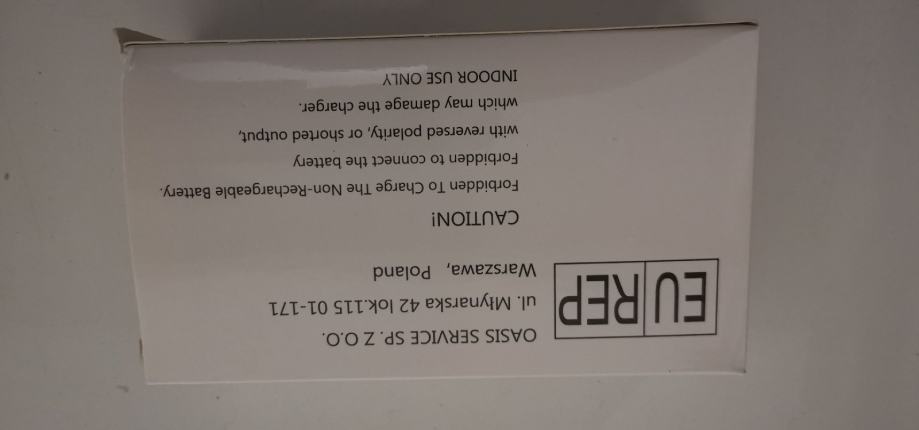 EU REP
OASIS SERVICE SP. Z O.O.
ul. Młynarska 42 lok.115 01-171
Warszawa, Poland
CAUTION!
Forbidden To Charge The Non-Rechargeable Battery.
Forbidden to connect the battery
with reversed polarity, or shorted output,
which may damage the charger.
INDOOR USE ONLY